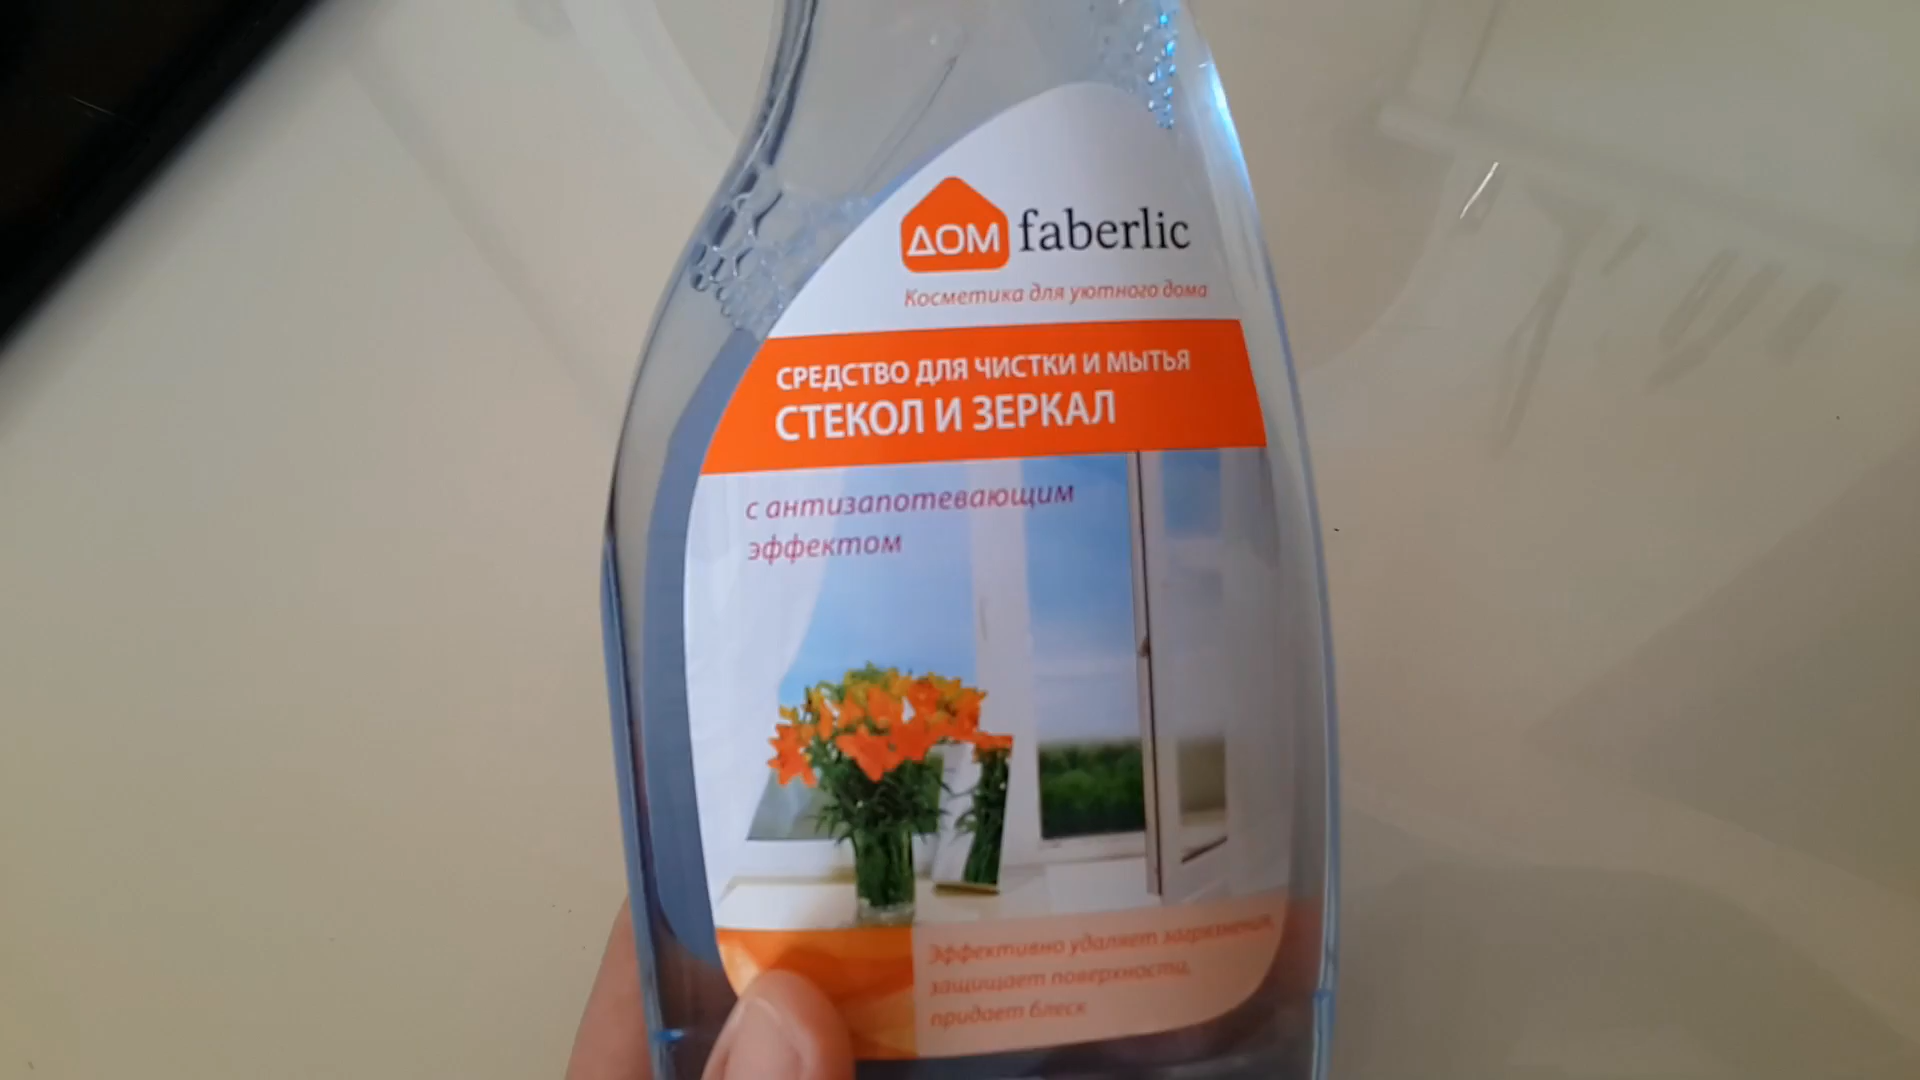 ДОМ faberlic
Косметика для уютного дома
СРЕДСТВО ДЛЯ ЧИСТКИ И МЫТЬЯ
СТЕКОЛ И ЗЕРКАЛ
с антизапотевающим
эффектом
Эффективно удаляет загрязнения,
защищает поверхности,
придает блеск